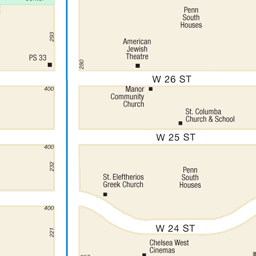 Penn
South
Houses
293
American
Jewish
Theatre
PS 33
280
W 26 ST
400
Manor
Community
Church
St. Columba
Church & School
400
W 25 ST
232
St. Eleftherios
Greek Church
Penn
South
Houses
400
221
W 24 ST
Chelsea West
Cinemas